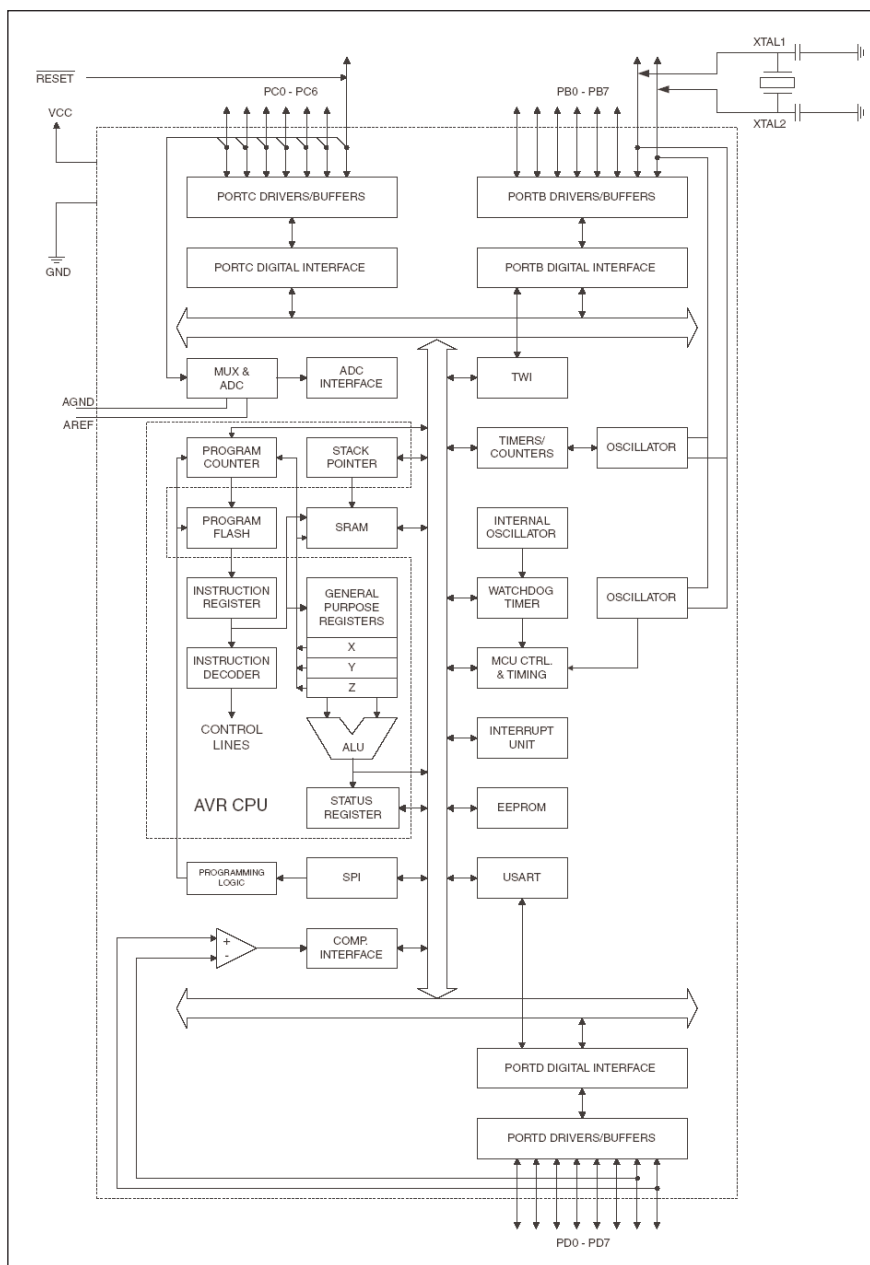 XTAL1
RESET
PC0 - PC6
PB0 - PB7
VCC
XTAL2
PORTC DRIVERS/BUFFERS
PORTB DRIVERS/BUFFERS
PORTC DIGITAL INTERFACE
PORTB DIGITAL INTERFACE
GND
MUX &
ADC
ADC
INTERFACE
TWI
AGND
AREF
PROGRAM
COUNTER
STACK
POINTER
TIMERS/
COUNTERS
OSCILLATOR
PROGRAM
FLASH
SRAM
INTERNAL
OSCILLATOR
INSTRUCTION
REGISTER
GENERAL
PURPOSE
REGISTERS
WATCHDOG
TIMER
OSCILLATOR
X
INSTRUCTION
DECODER
Y
MCU CTRL.
& TIMING
Z
CONTROL
LINES
ALU
INTERRUPT
UNIT
AVR CPU
STATUS
REGISTER
EEPROM
PROGRAMMING
LOGIC
SPI
USART
+
-
COMP.
INTERFACE
PORTD DIGITAL INTERFACE
PORTD DRIVERS/BUFFERS
PD0 - PD7